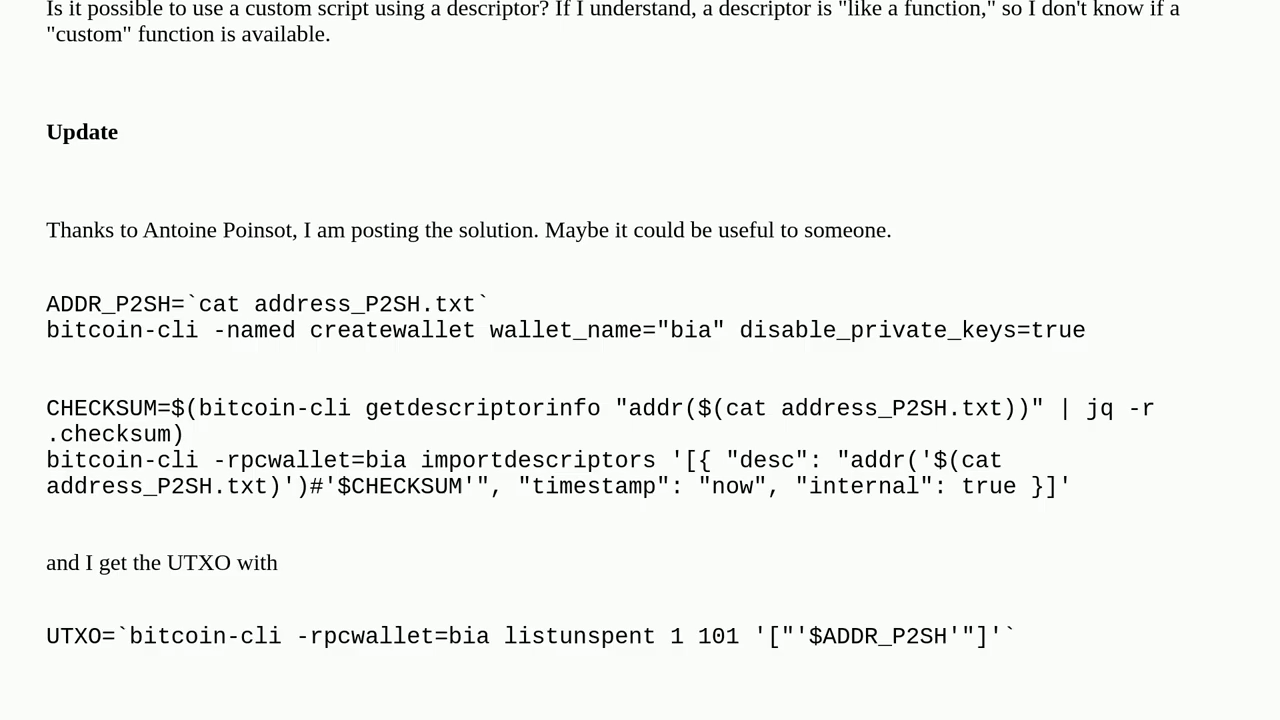 Is it possible to use a custom script using a descriptor? If I understand, a descriptor is "like a function," so I don't know if a
"custom" function is available.
Update
Thanks to Antoine Poinsot, I am posting the solution. Maybe it could be useful to someone.
ADDR_P2SH=`cat address_P2SH.txt`
bitcoin-cli -named createwallet wallet_name="bia" disable_private_keys=true
CHECKSUM=$(bitcoin-cli getdescriptorinfo "addr($(cat address_P2SH.txt))" | jq -r
.checksum)
bitcoin-cli -rpcwallet=bia importdescriptors '[{ "desc": "addr('$(cat
address_P2SH.txt)')#'$CHECKSUM'", "timestamp": "now", "internal": true }]'
and I get the UTXO with
UTXO=`bitcoin-cli -rpcwallet=bia listunspent 1 101 '["'$ADDR_P2SH'"]'`